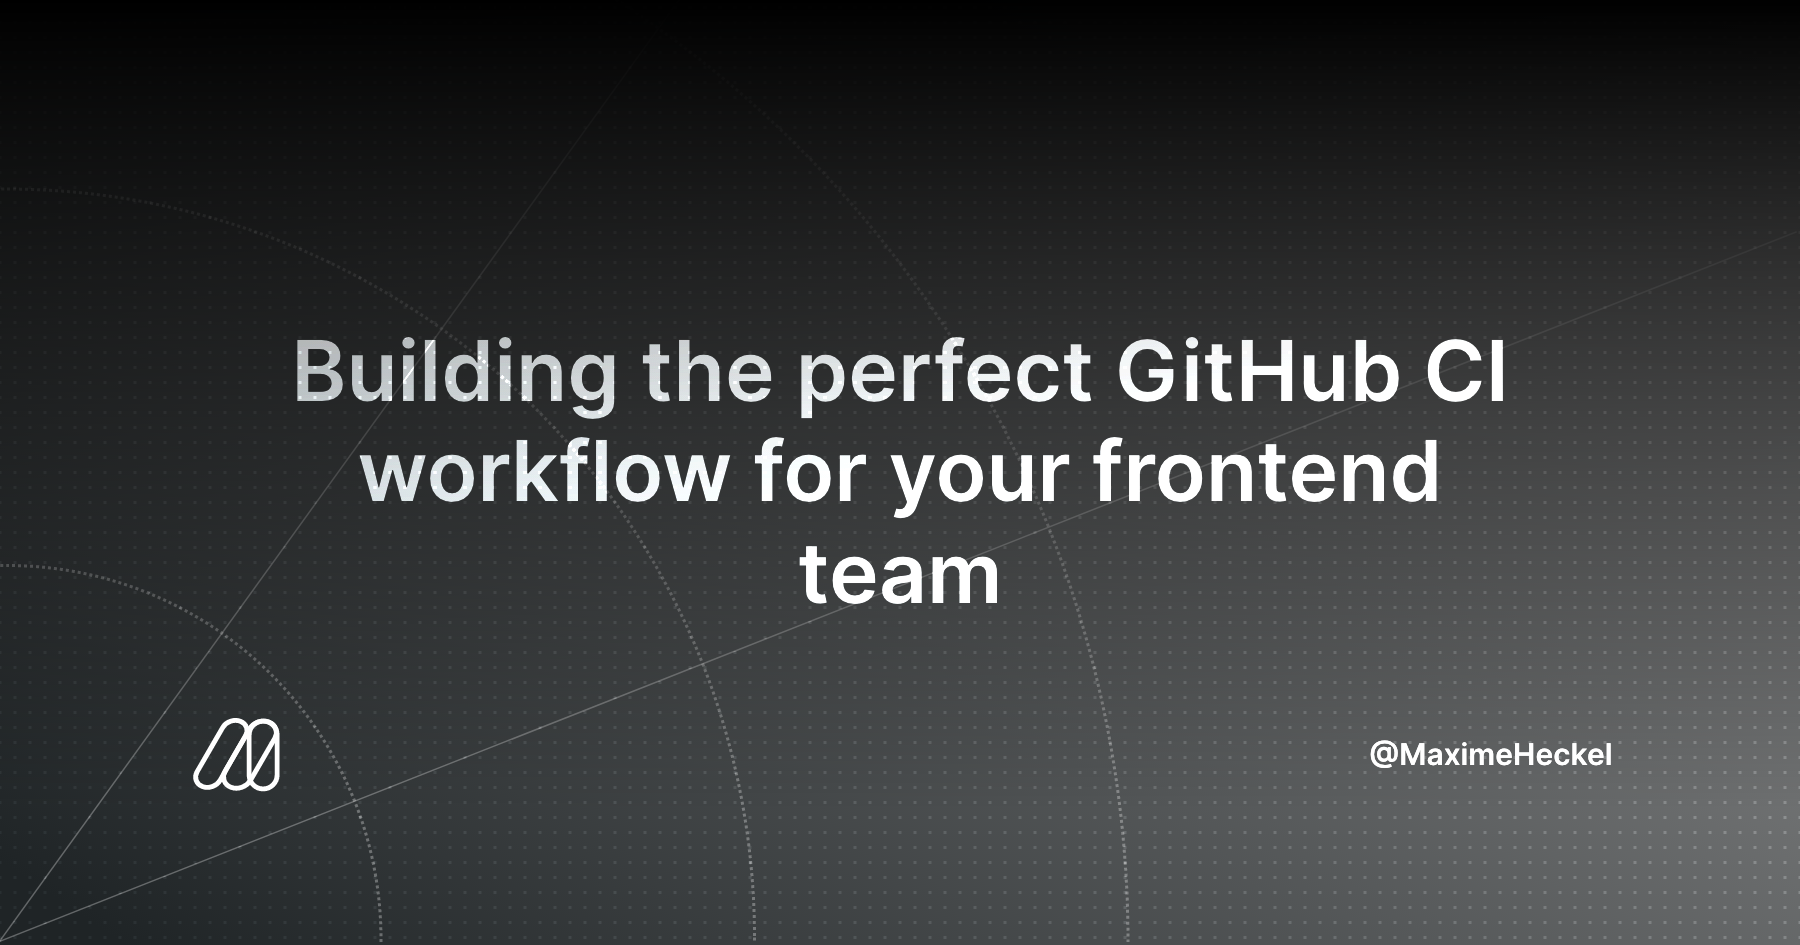 Building the perfect GitHub CI
workflow for your frontend
team
@MaximeHeckel